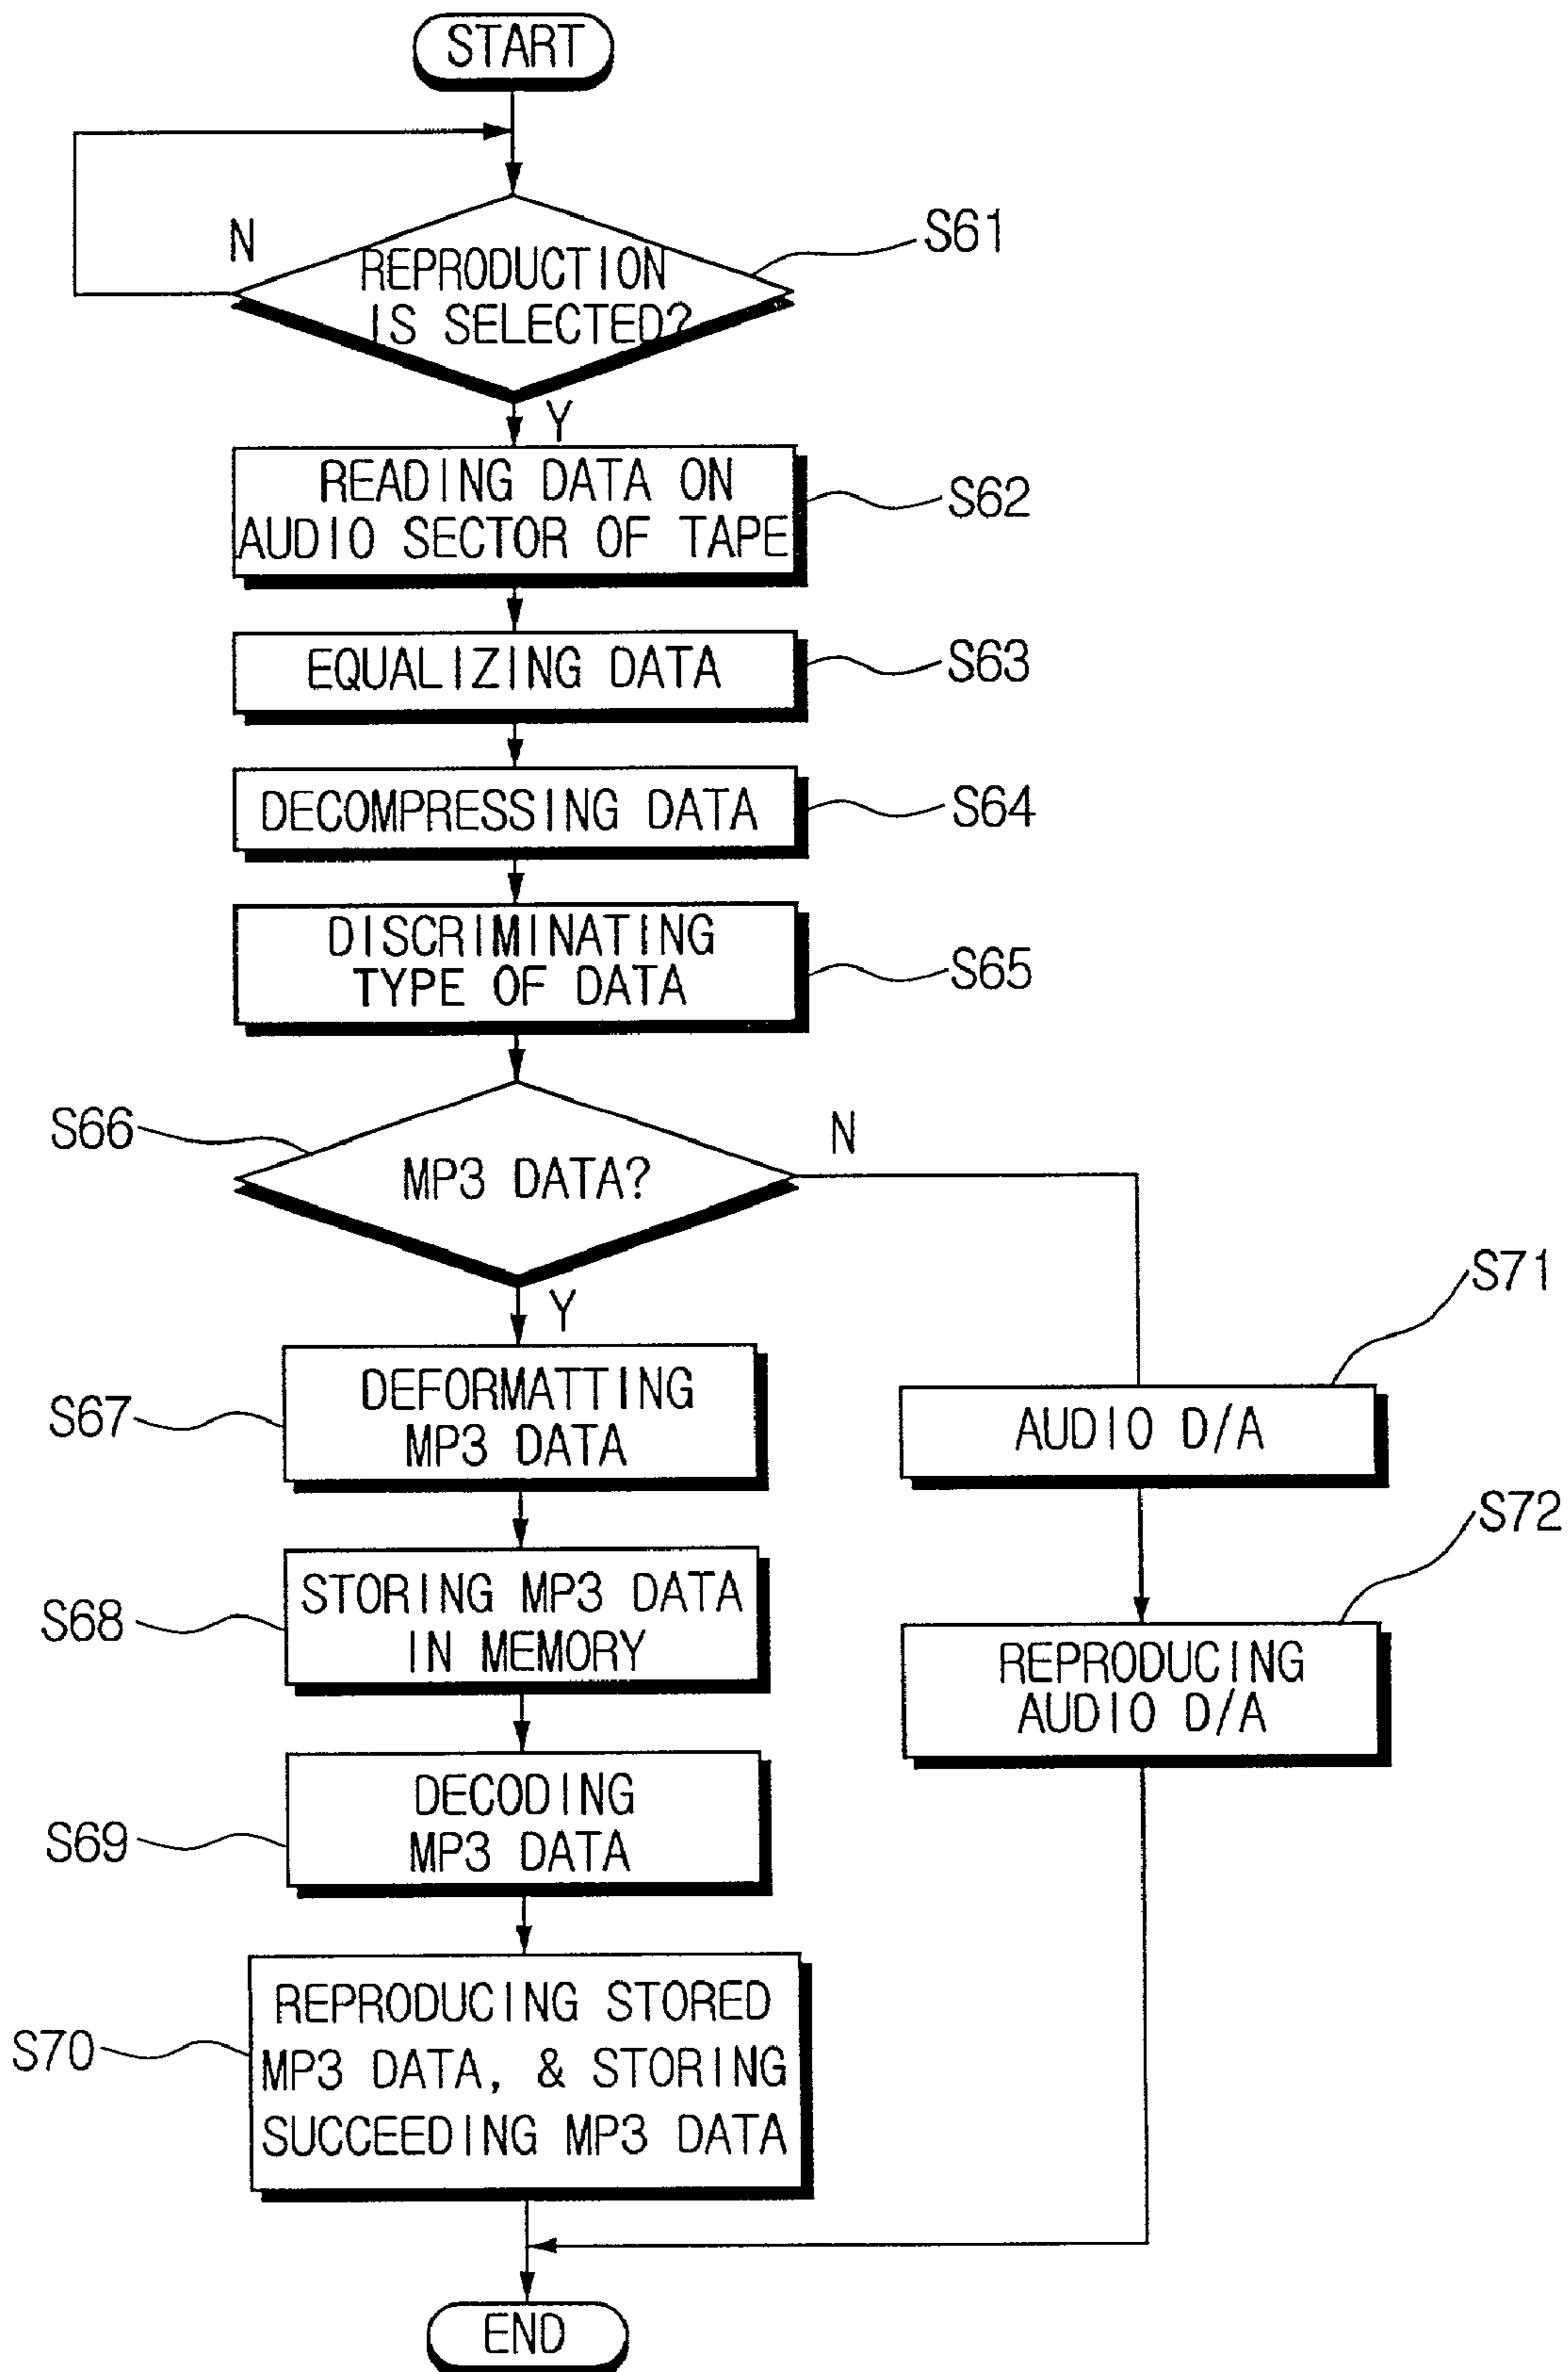 START
N
S61
REPRODUCTION
IS SELECTED?
Y
READING DATA ON
AUDIO SECTOR OF TAPE
S62
EQUALIZING DATA
S63
DECOMPRESSING DATA
S64
DISCRIMINATING
TYPE OF DATA
S65
S66
MP3 DATA?
N
Y
S71
DEFORMATTING
MP3 DATA
S67
AUDIO D/A
S72
STORING MP3 DATA
IN MEMORY
S68
REPRODUCING
AUDIO D/A
DECODING
MP3 DATA
S69
REPRODUCING STORED
MP3 DATA, & STORING
SUCCEEDING MP3 DATA
S70
END